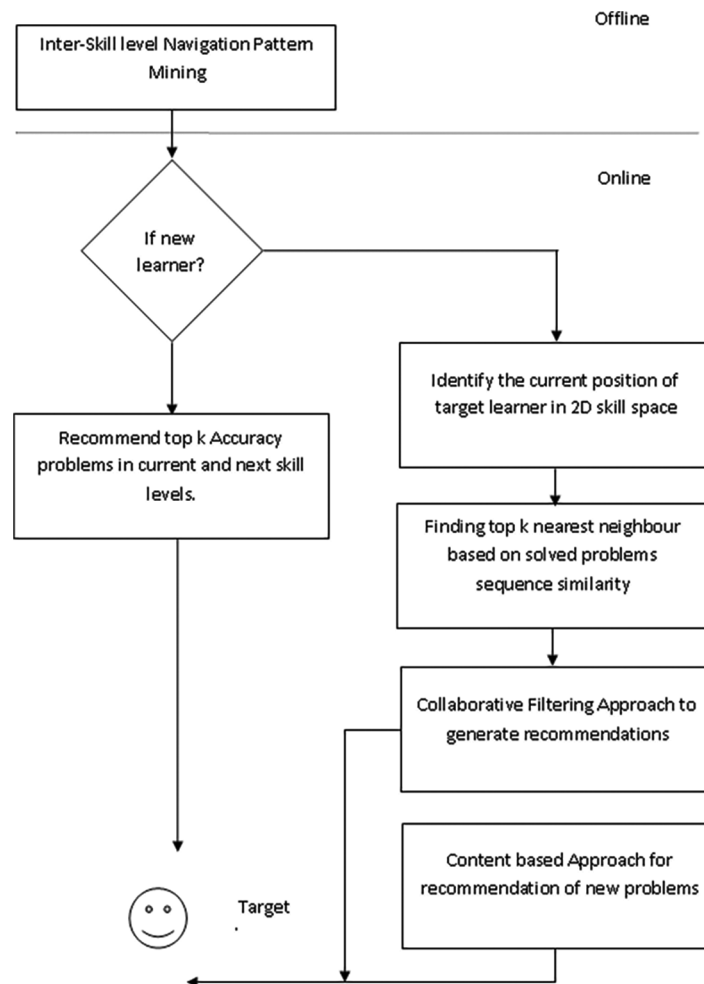 Offline
Inter-Skill level Navigation Pattern
Mining
Online
If new
learner?
Identify the current position of
target learner in 2D skill space
Recommend top k Accuracy
problems in current and next skill
levels.
Finding top k nearest neighbour
based on solved problems
sequence similarity
Collaborative Filtering Approach to
generate recommendations
Content based Approach for
recommendation of new problems
Target
.